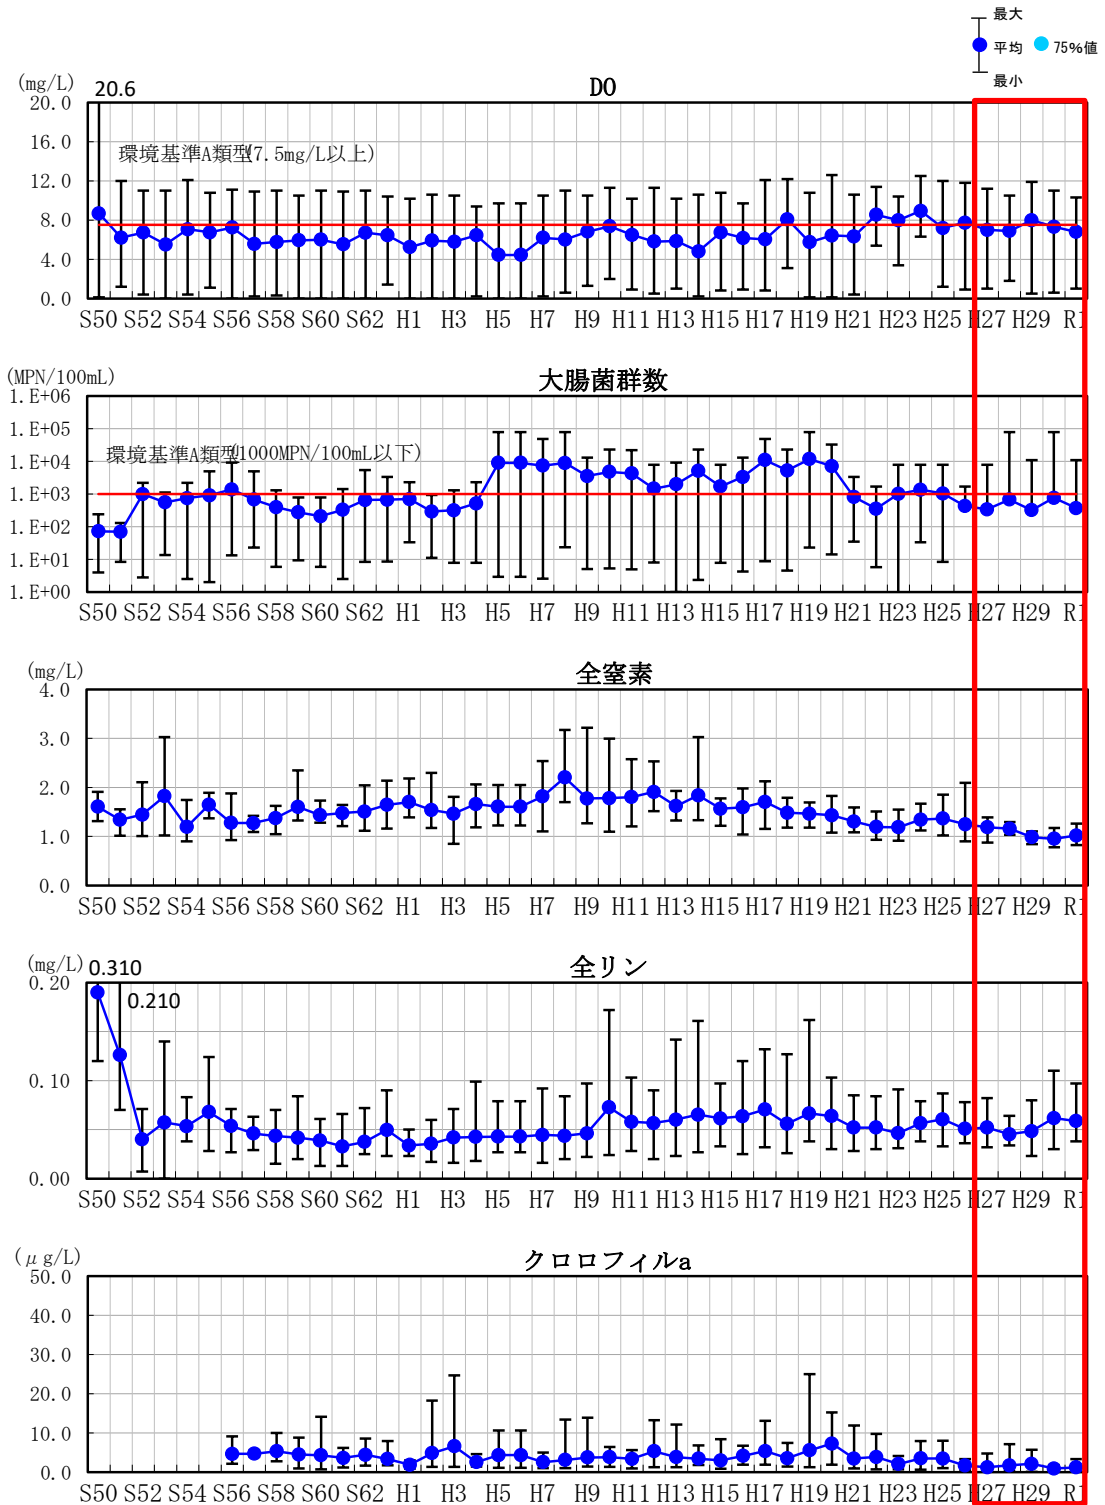 最大
平均 75%値
最小
(mg/L) 20.6 DO
20.0
環境基準A類型(7.5mg/L以上)
16.0
12.0
8.0
4.0
0.0
S50 S52 S54 S56 S58 S60 S62 H1 H3 H5 H7 H9 H11 H13 H15 H17 H19 H21 H23 H25 H27 H29 R1
(MPN/100mL) 大腸菌群数
1.E+06
1.E+05
環境基準A類型(1000MPN/100mL以下)
1.E+04
1.E+03
1.E+02
1.E+01
1.E+00
S50 S52 S54 S56 S58 S60 S62 H1 H3 H5 H7 H9 H11 H13 H15 H17 H19 H21 H23 H25 H27 H29 R1
(mg/L) 全窒素
4.0
3.0
2.0
1.0
0.0
S50 S52 S54 S56 S58 S60 S62 H1 H3 H5 H7 H9 H11 H13 H15 H17 H19 H21 H23 H25 H27 H29 R1
(mg/L) 0.310 全リン
0.20 0.210
0.10
0.00
S50 S52 S54 S56 S58 S60 S62 H1 H3 H5 H7 H9 H11 H13 H15 H17 H19 H21 H23 H25 H27 H29 R1
(μg/L) クロロフィルa
50.0
40.0
30.0
20.0
10.0
0.0
S50 S52 S54 S56 S58 S60 S62 H1 H3 H5 H7 H9 H11 H13 H15 H17 H19 H21 H23 H25 H27 H29 R1